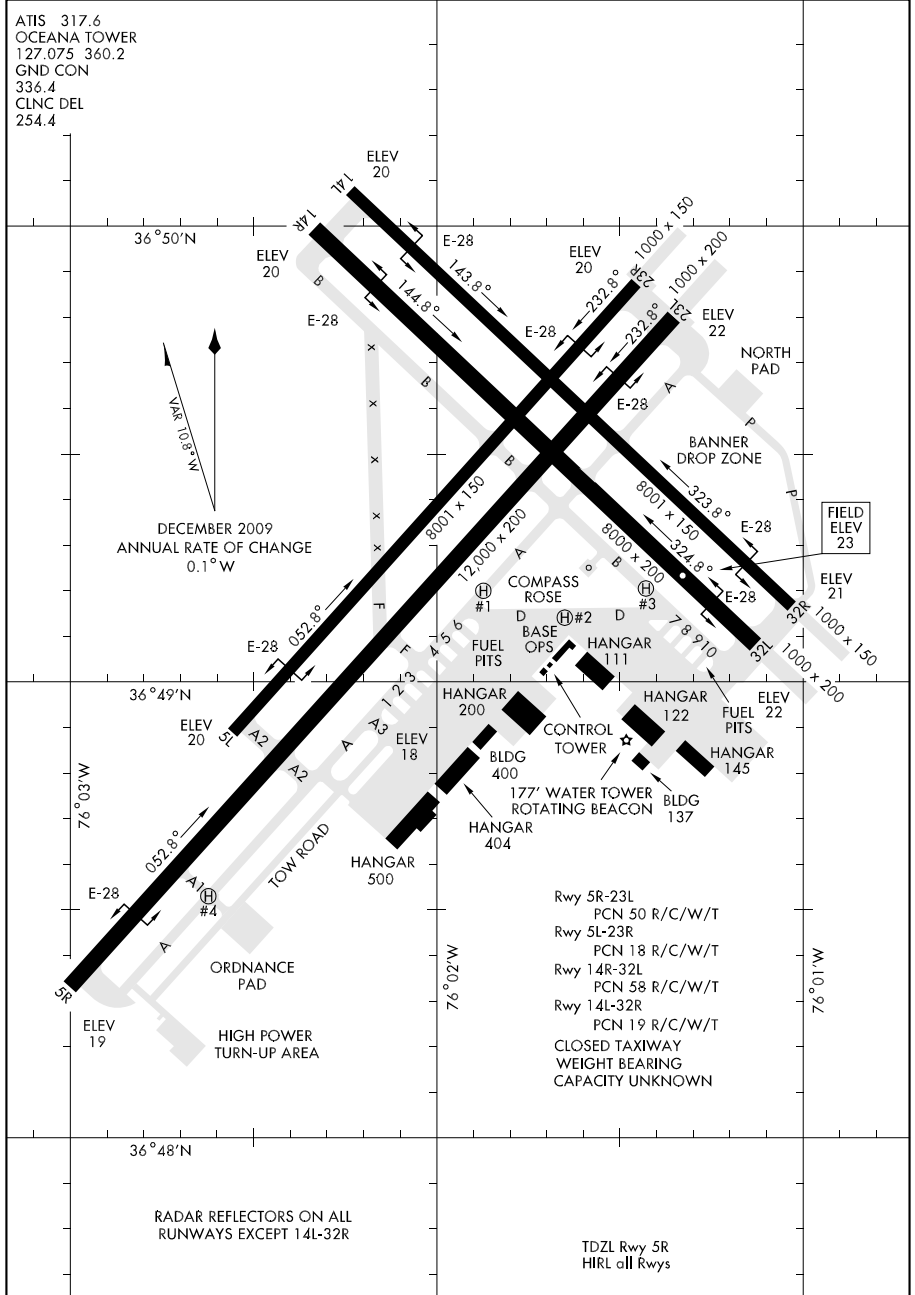 ATIS 317.6
OCEANA TOWER
127.075 360.2
GND CON
336.4
CLNC DEL
254.4
ELEV
20
14L
14R
36°50'N
ELEV
20
E-28
143.8°
144.8°
E-28
B
ELEV
20
23R
1000 x 150
232.8°
1000 x 200
23L
232.8°
ELEV
22
E-28
E-28
NORTH
PAD
A
P
P
VAR 10.8° W
X
X
X
X
B
B
BANNER
DROP ZONE
DECEMBER 2009
ANNUAL RATE OF CHANGE
0.1° W
8001 x 150
12,000 x 200
323.8°
8001 x 150
324.8°
8000 x 200
E-28
FIELD
ELEV
23
A
B
COMPASS
ROSE
E-28
ELEV
21
32R
1000 x 150
H
#1
H #2
H
#3
D
D
F
F
052.8°
E-28
4 5 6
1 2 3
FUEL
PITS
BASE
OPS
HANGAR
111
7 8 9 10
32L
1000 x 200
36°49'N
ELEV
20
5L
A2
A2
A
A3
ELEV
18
HANGAR
200
CONTROL
TOWER
HANGAR
122
FUEL
PITS
ELEV
22
HANGAR
145
BLDG
400
177' WATER TOWER
ROTATING BEACON
BLDG
137
HANGAR
404
HANGAR
500
76°03'W
052.8°
TOW ROAD
E-28
A1
H
#4
A
5R
ELEV
19
ORDNANCE
PAD
HIGH POWER
TURN-UP AREA
76°02'W
76°01'W
Rwy 5R-23L
PCN 50 R/C/W/T
Rwy 5L-23R
PCN 18 R/C/W/T
Rwy 14R-32L
PCN 58 R/C/W/T
Rwy 14L-32R
PCN 19 R/C/W/T
CLOSED TAXIWAY
WEIGHT BEARING
CAPACITY UNKNOWN
36°48'N
RADAR REFLECTORS ON ALL
RUNWAYS EXCEPT 14L-32R
TDZL Rwy 5R
HIRL all Rwys